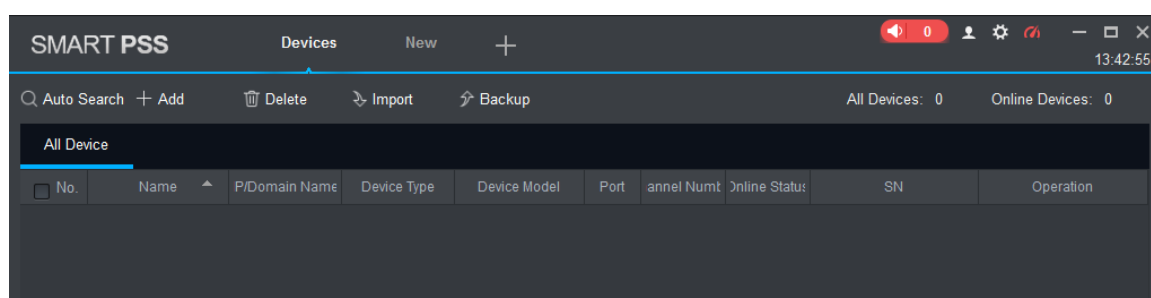 SMART PSS Devices New 0
13:42:55
Auto Search Add Delete Import Backup All Devices: 0 Online Devices: 0
All Device
No. Name P/Domain Name Device Type Device Model Port annel Numb Online Status SN Operation